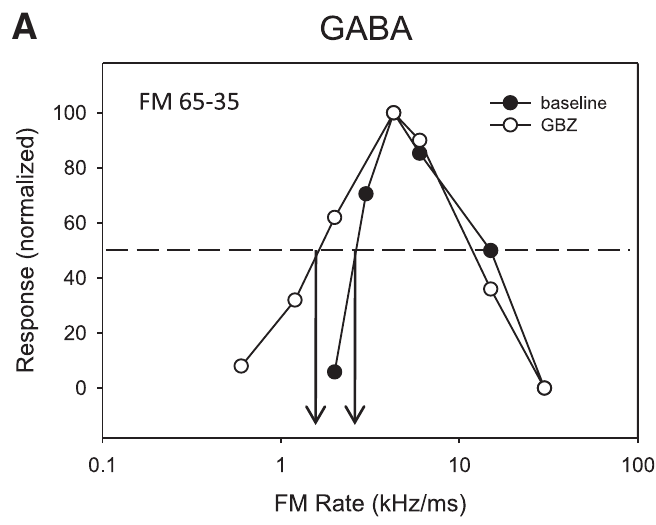 A
GABA
FM 65-35
baseline
GBZ
Response (normalized)
100
80
60
40
20
0
0.1 1 10 100
FM Rate (kHz/ms)